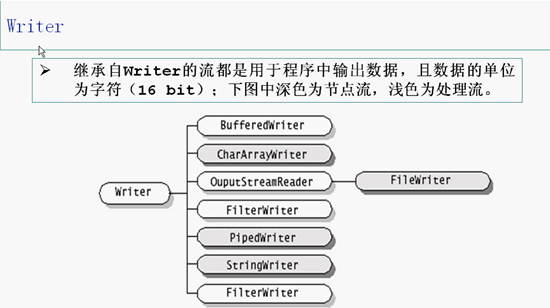 Writer
➤ 继承自Writer的流都是用于程序中输出数据，且数据的单位
为字符（16 bit）；下图中深色为节点流，浅色为处理流。
BufferedWriter
CharArrayWriter
Writer
OuputStreamReader
FileWriter
FilterWriter
PipedWriter
StringWriter
FilterWriter